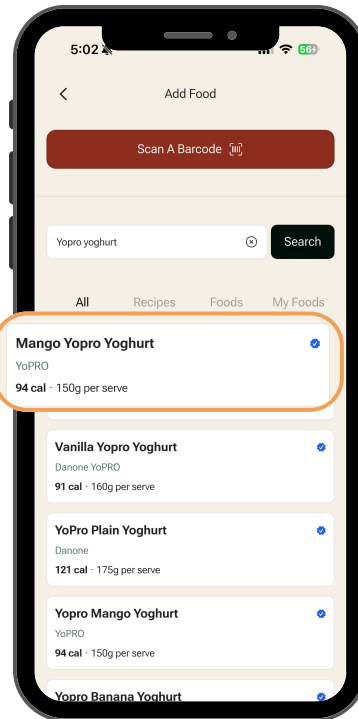 5:02
56
Add Food
Scan A Barcode
Yopro yoghurt
Search
All Recipes Foods My Foods
Mango Yopro Yoghurt
YoPRO
94 cal · 150g per serve
Vanilla Yopro Yoghurt
Danone YoPRO
91 cal · 160g per serve
YoPro Plain Yoghurt
Danone
121 cal · 175g per serve
Yopro Mango Yoghurt
YoPRO
94 cal · 150g per serve
Yopro Banana Yoghurt